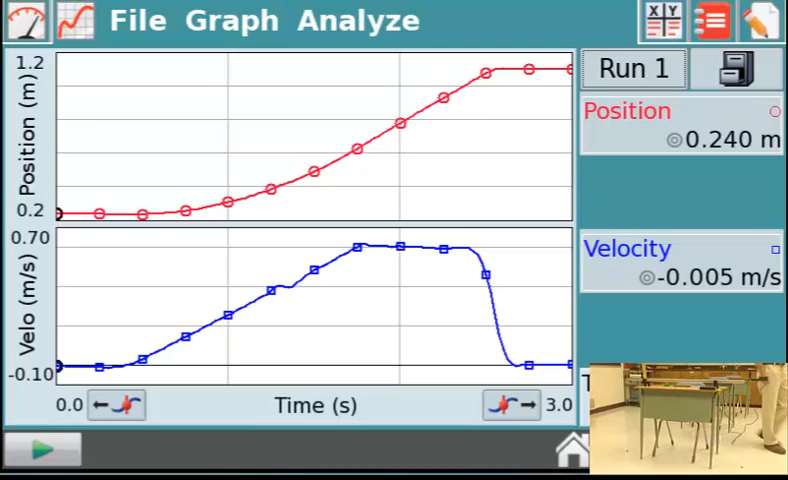 File Graph Analyze
X Y
1.2
Position (m)
0.2
0.70
Velo (m/s)
-0.10
0.0
Time (s)
3.0
Run 1
Position
0.240 m
Velocity
-0.005 m/s